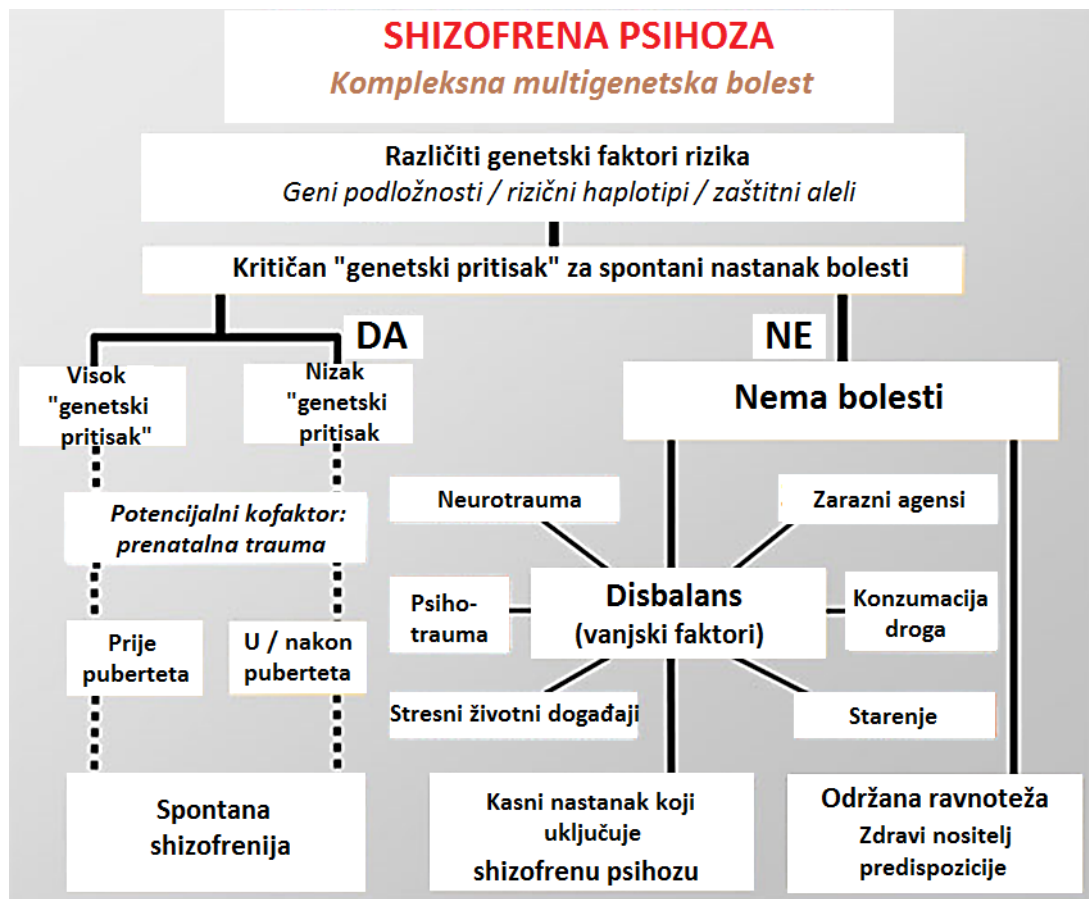 SHIZOFRENA PSIHOZA
Kompleksna multigenetska bolest
Različiti genetski faktori rizika
Geni podložnosti / rizični haplotipi / zaštitni aleli
Kritičan "genetski pritisak" za spontani nastanak bolesti
DA
NE
Visok
"genetski
pritisak"
Nizak
"genetski
pritisak
Nema bolesti
Potencijalni kofaktor:
prenatalna trauma
Neurotrauma
Zarazni agensi
Psiho-
trauma
Disbalans
(vanjski faktori)
Konzumacija
droga
Prije
puberteta
U / nakon
puberteta
Stresni životni događaji
Starenje
Spontana
shizofrenija
Kasni nastanak koji
uključuje
shizofrenu psihozu
Održana ravnoteža
Zdravi nositelj
predispozicije